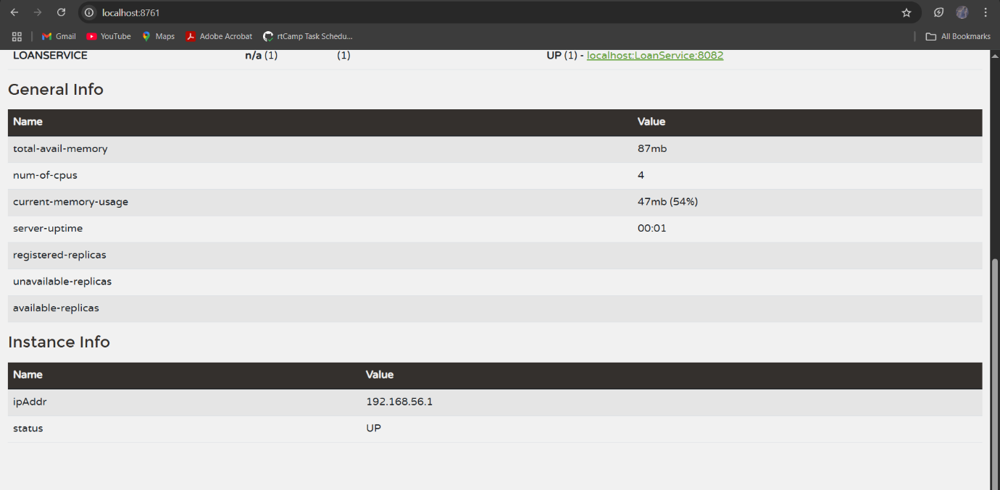 localhost:8761
Gmail YouTube Maps Adobe Acrobat rtCamp Task Schedu... All Bookmarks
LOANSERVICE n/a (1) (1) UP (1) - localhost:LoanService:8082
General Info
Name Value
total-avail-memory 87mb
num-of-cpus 4
current-memory-usage 47mb (54%)
server-uptime 00:01
registered-replicas
unavailable-replicas
available-replicas
Instance Info
Name Value
ipAddr 192.168.56.1
status UP